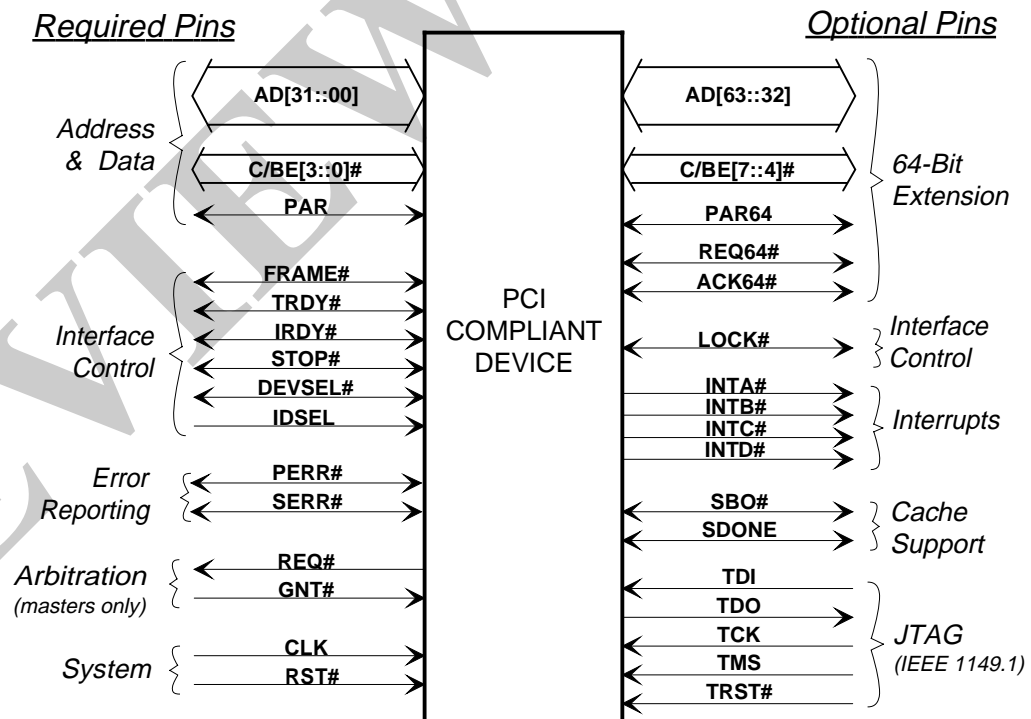 Required Pins
Optional Pins
Address
& Data
AD[31::00]
C/BE[3::0]#
PAR
Interface
Control
FRAME#
TRDY#
IRDY#
STOP#
DEVSEL#
IDSEL
Error
Reporting
PERR#
SERR#
Arbitration
(masters only)
REQ#
GNT#
System
CLK
RST#
PCI
COMPLIANT
DEVICE
AD[63::32]
C/BE[7::4]#
PAR64
REQ64#
ACK64#
64-Bit
Extension
LOCK#
Interface
Control
INTA#
INTB#
INTC#
INTD#
Interrupts
SBO#
SDONE
Cache
Support
TDI
TDO
TCK
TMS
TRST#
JTAG
(IEEE 1149.1)
EVIEW